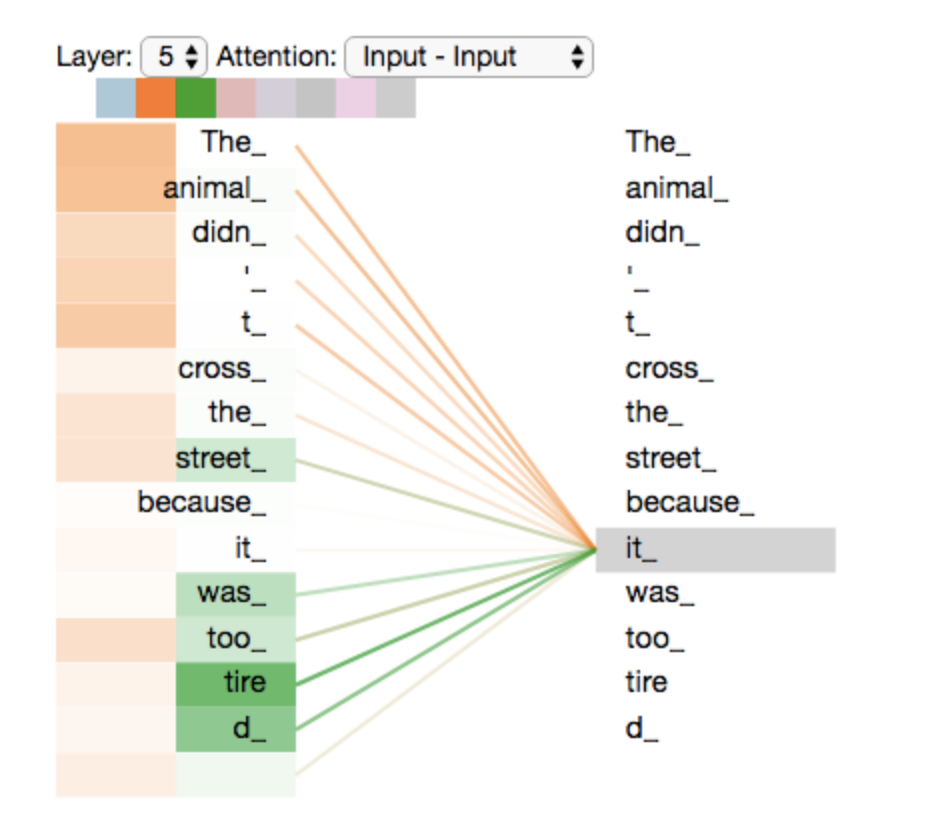 Layer: 5 Attention: Input - Input
The_ The_
animal_ animal_
didn_ didn_
'_ '_
t_ t_
cross_ cross_
the_ the_
street_ street_
because_ because_
it_ it_
was_ was_
too_ too_
tire tire
d_ d_